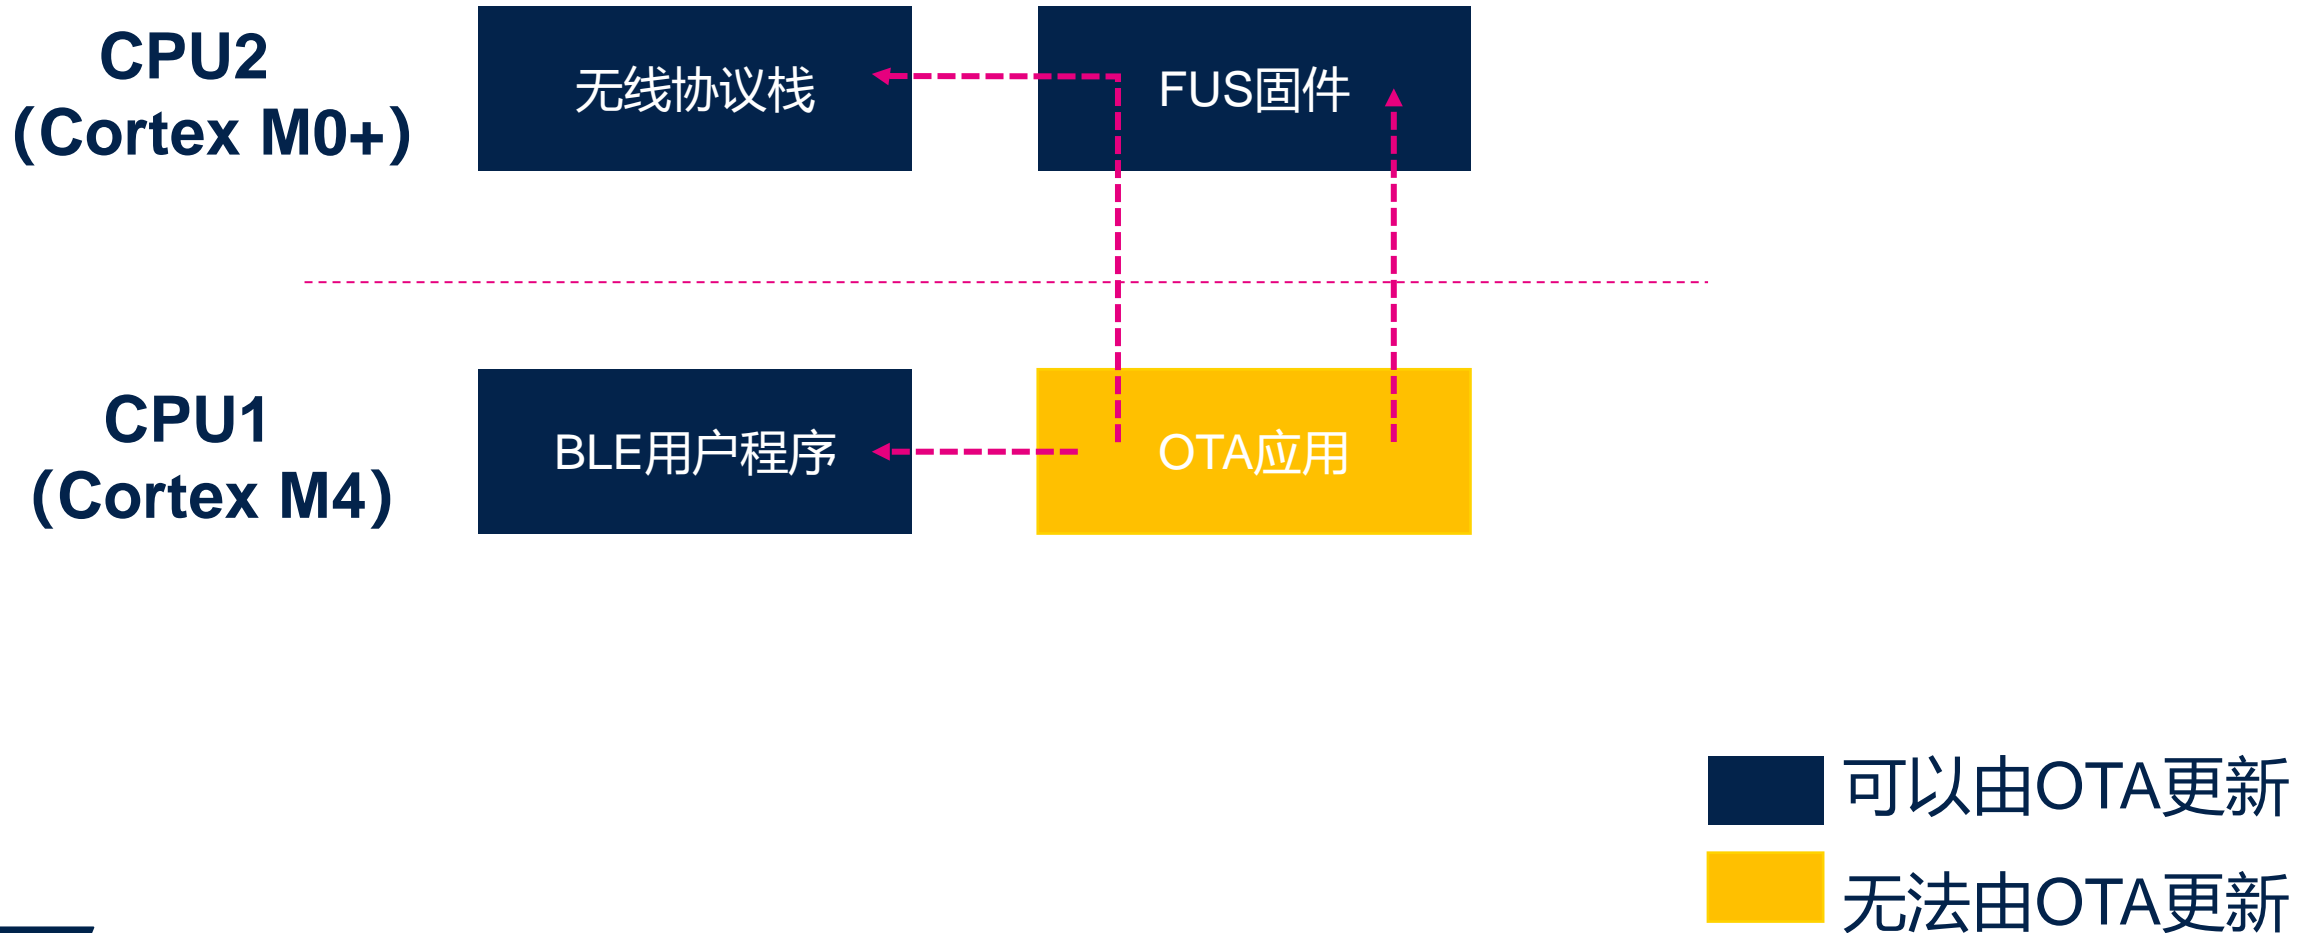 CPU2
（Cortex M0+）
无线协议栈
FUS固件
CPU1
（Cortex M4）
BLE用户程序
OTA应用
可以由OTA更新
无法由OTA更新